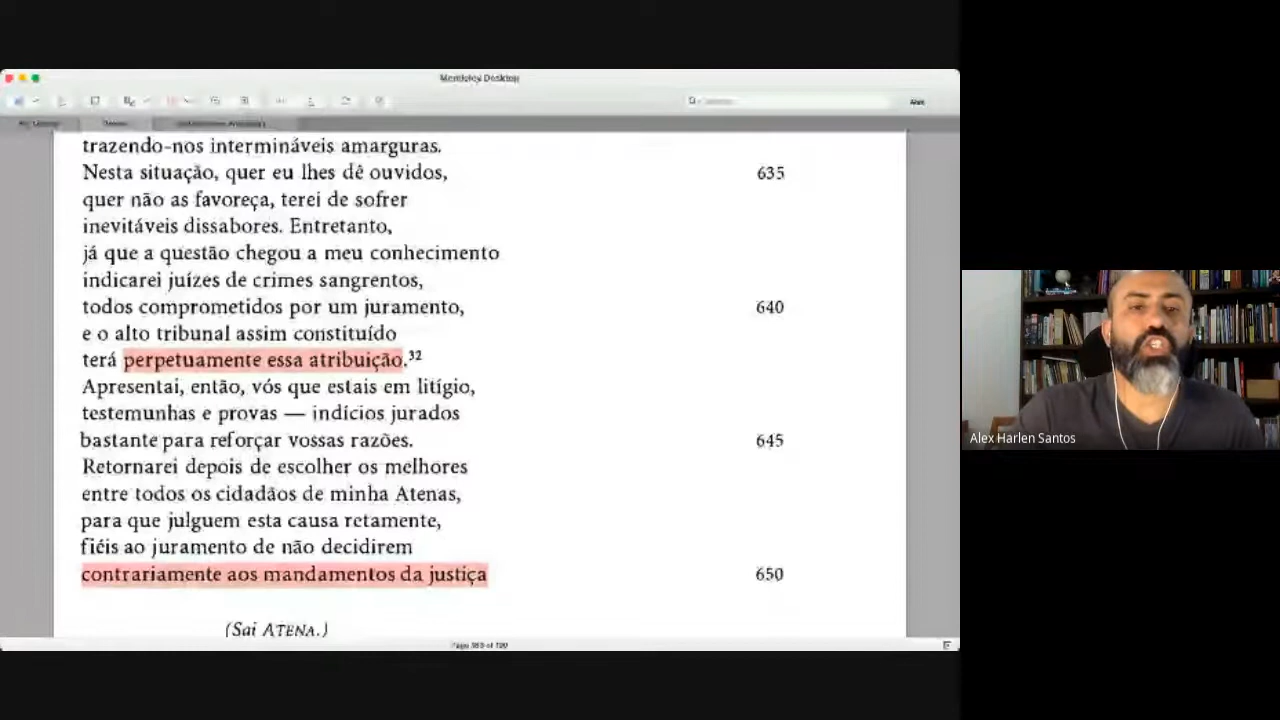 Mendeley Desktop
trazendo-nos intermináveis amarguras.
Nesta situação, quer eu lhes dê ouvidos,
635
quer não as favoreça, terei de sofrer
inevitáveis dissabores. Entretanto,
já que a questão chegou a meu conhecimento
indicarei juízes de crimes sangrentos,
todos comprometidos por um juramento,
640
e o alto tribunal assim constituído
terá perpetuamente essa atribuição.³²
Apresentai, então, vós que estais em litígio,
testemunhas e provas — indícios jurados
bastante para reforçar vossas razões.
645
Retornarei depois de escolher os melhores
entre todos os cidadãos de minha Atenas,
para que julguem esta causa retamente,
fiéis ao juramento de não decidirem
contrariamente aos mandamentos da justiça
650
(Sai ATENA.)
Alex Harlen Santos